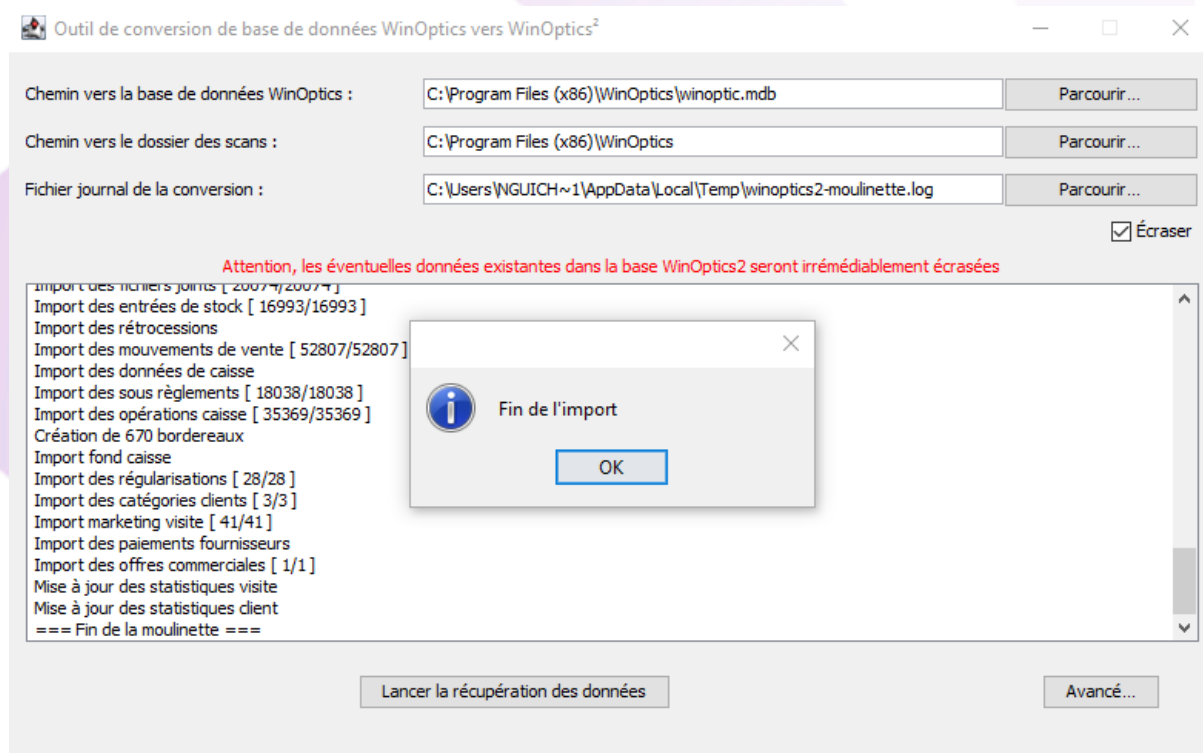 Outil de conversion de base de données WinOptics vers WinOptics²
Chemin vers la base de données WinOptics :
C:\Program Files (x86)\WinOptics\winoptic.mdb
Parcourir...
Chemin vers le dossier des scans :
C:\Program Files (x86)\WinOptics
Parcourir...
Fichier journal de la conversion :
C:\Users\NGUICH~1\AppData\Local\Temp\winoptics2-moulinette.log
Parcourir...
Écraser
Attention, les éventuelles données existantes dans la base WinOptics2 seront irrémédiablement écrasées
Import des fichiers joints [ 20074/20074 ]
Import des entrées de stock [ 16993/16993 ]
Import des rétrocessions
Import des mouvements de vente [ 52807/52807 ]
Import des données de caisse
Import des sous règlements [ 18038/18038 ]
Import des opérations caisse [ 35369/35369 ]
Création de 670 bordereaux
Import fond caisse
Import des régularisations [ 28/28 ]
Import des catégories clients [ 3/3 ]
Import marketing visite [ 41/41 ]
Import des paiements fournisseurs
Import des offres commerciales [ 1/1 ]
Mise à jour des statistiques visite
Mise à jour des statistiques client
=== Fin de la moulinette ===
Fin de l'import
OK
Lancer la récupération des données
Avancé...